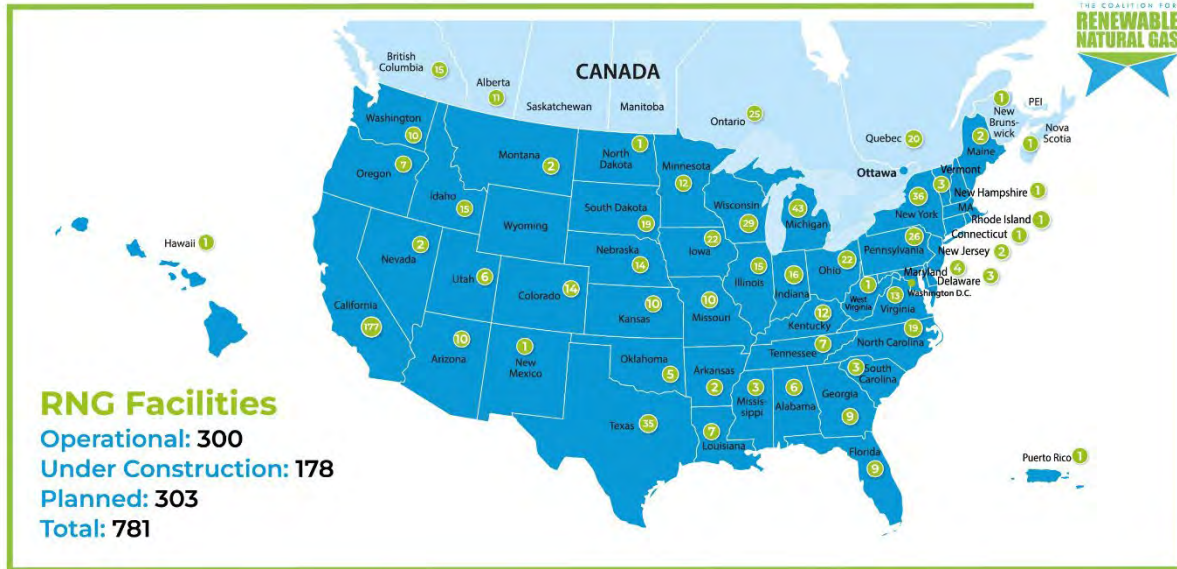 THE COALITION FOR
RENEWABLE
NATURAL GAS
CANADA
British
Columbia
15
Alberta
11
Saskatchewan
Manitoba
Ontario
25
Quebec
20
Ottawa
1
New
Bruns-
wick
PEI
Nova
Scotia
1
Washington
10
Oregon
7
Idaho
15
Montana
2
North
Dakota
1
Minnesota
12
Wisconsin
29
Michigan
43
Maine
2
Vermont
3
New Hampshire
1
New York
36
MA
Rhode Island
1
Connecticut
1
Wyoming
South Dakota
19
Nebraska
14
Iowa
22
Illinois
15
Indiana
16
Ohio
22
Pennsylvania
26
New Jersey
2
Maryland
4
Delaware
3
Washington D.C.
Hawaii
1
Nevada
2
Utah
6
Colorado
14
Kansas
10
Missouri
10
Kentucky
12
West
Virginia
1
Virginia
13
California
177
Arizona
10
New
Mexico
1
Oklahoma
5
Arkansas
2
Tennessee
7
North Carolina
19
South
Carolina
3
Texas
35
Louisiana
7
Missis-
sippi
3
Alabama
6
Georgia
9
Florida
9
Puerto Rico
1
RNG Facilities
Operational: 300
Under Construction: 178
Planned: 303
Total: 781